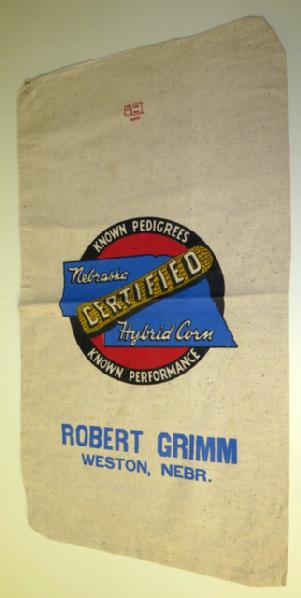 KNOWN PEDIGREES
Nebraska
CERTIFIED
Hybrid Corn
KNOWN PERFORMANCE
ROBERT GRIMM
WESTON, NEBR.